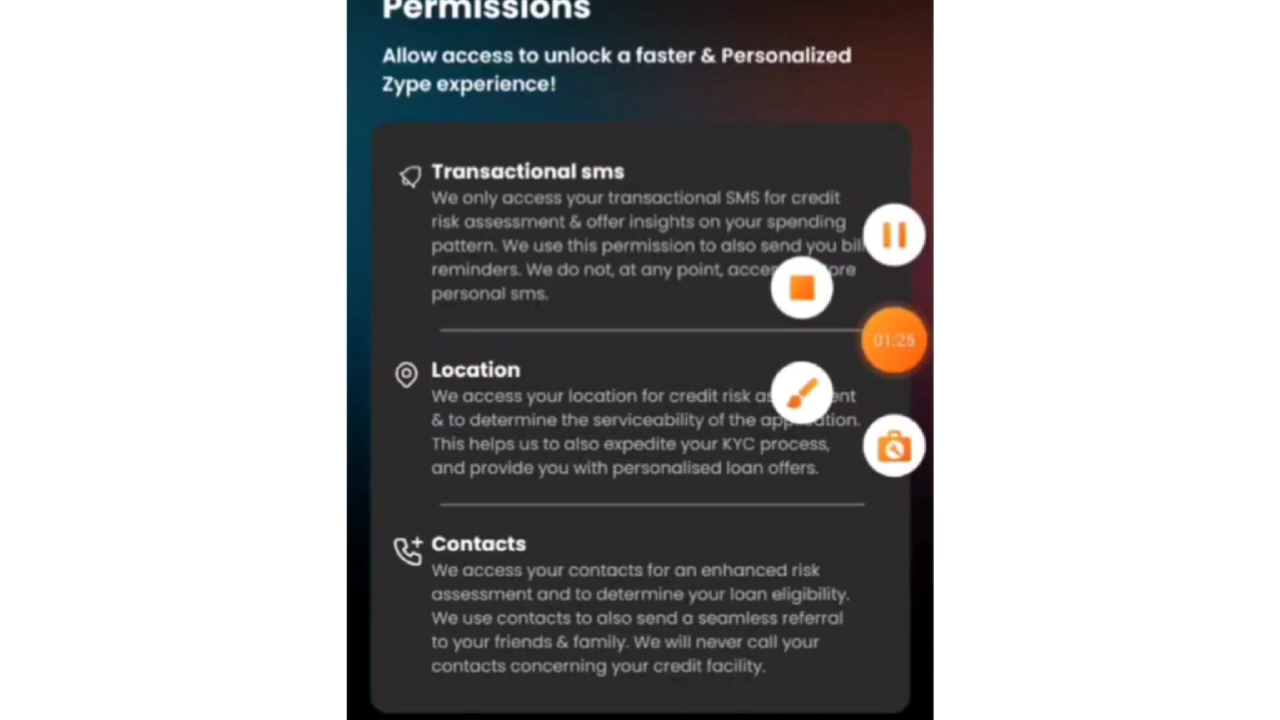 Permissions
Allow access to unlock a faster & Personalized
Zype experience!
Transactional sms
We only access your transactional SMS for credit
risk assessment & offer insights on your spending
pattern. We use this permission to also send you bill
reminders. We do not, at any point,
personal sms.
01:25
Location
We access your location for credit risk
& to determine the serviceability of the application.
This helps us to also expedite your KYC process,
and provide you with personalised loan offers.
Contacts
We access your contacts for an enhanced risk
assessment and to determine your loan eligibility.
We use contacts to also send a seamless referral
to your friends & family. We will never call your
contacts concerning your credit facility.